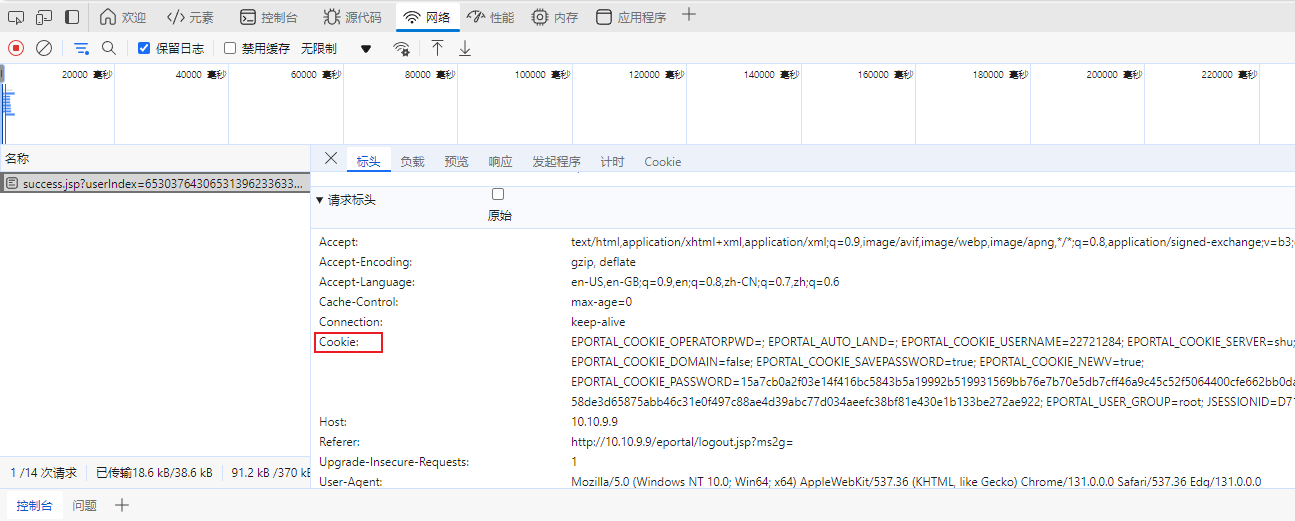 欢迎 元素 控制台 源代码 网络 性能 内存 应用程序
保留日志 禁用缓存 无限制
20000 毫秒 40000 毫秒 60000 毫秒 80000 毫秒 100000 毫秒 120000 毫秒 140000 毫秒 160000 毫秒 180000 毫秒 200000 毫秒 220000 毫秒
名称
success.jsp?userIndex=65303764306531396233633...
标头 负载 预览 响应 发起程序 计时 Cookie
请求标头
原始
Accept: text/html,application/xhtml+xml,application/xml;q=0.9,image/avif,image/webp,image/apng,*/*;q=0.8,application/signed-exchange;v=b3;
Accept-Encoding: gzip, deflate
Accept-Language: en-US,en-GB;q=0.9,en;q=0.8,zh-CN;q=0.7,zh;q=0.6
Cache-Control: max-age=0
Connection: keep-alive
Cookie: EPORTAL_COOKIE_OPERATORPWD=; EPORTAL_AUTO_LAND=; EPORTAL_COOKIE_USERNAME=22721284; EPORTAL_COOKIE_SERVER=shu;
EPORTAL_COOKIE_DOMAIN=false; EPORTAL_COOKIE_SAVEPASSWORD=true; EPORTAL_COOKIE_NEWV=true;
EPORTAL_COOKIE_PASSWORD=15a7cb0a2f03e14f416bc5843b5a19992b519931569bb76e7b70e5db7cff46a9c45c52f5064400cfe662bb0da
58de3d65875abb46c31e0f497c88ae4d39abc77d034aeefc38bf81e430e1b133be272ae922; EPORTAL_USER_GROUP=root; JSESSIONID=D71
Host: 10.10.9.9
Referer: http://10.10.9.9/eportal/logout.jsp?ms2g=
Upgrade-Insecure-Requests: 1
User-Agent: Mozilla/5.0 (Windows NT 10.0; Win64; x64) AppleWebKit/537.36 (KHTML, like Gecko) Chrome/131.0.0.0 Safari/537.36 Edg/131.0.0.0
1 /14 次请求 已传输18.6 kB/38.6 kB 91.2 kB /370 kB
控制台 问题